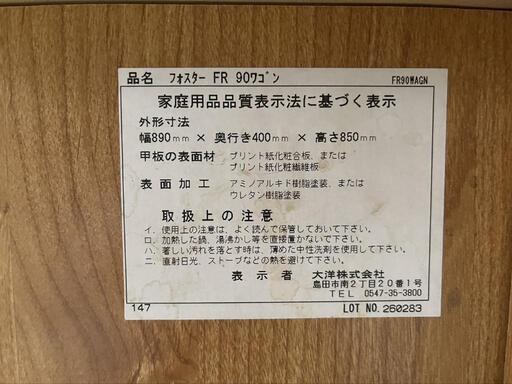 品名 フォスター FR 90ワゴン FR90WAGN
家庭用品品質表示法に基づく表示
外形寸法
幅890mm × 奥行き400mm × 高さ850mm
甲板の表面材 プリント紙化粧合板、または
プリント紙化粧繊維板
表面加工 アミノアルキド樹脂塗装、または
ウレタン樹脂塗装
取扱上の注意
イ. 使用上の注意は、よく読んで保管しておいて下さい。
ロ. 加熱した鍋、湯沸かし等を直接置かないで下さい。
ハ. 著しい汚れを落とす時は、薄めた中性洗剤を使用して下さい。
ニ. 直射日光、ストーブなどの熱を避けて下さい。
表示者 大洋株式会社
島田市南2丁目20番1号
TEL 0547-35-3800
147 LOT NO. 260283